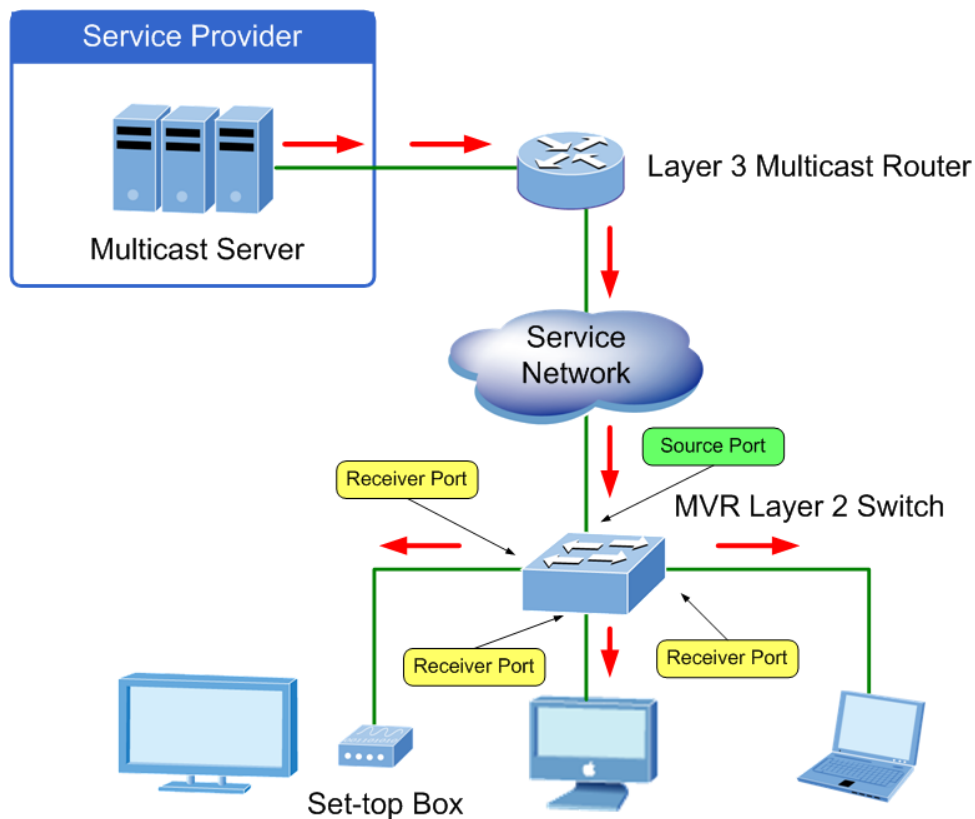 Service Provider
Multicast Server
Layer 3 Multicast Router
Service
Network
Source Port
Receiver Port
MVR Layer 2 Switch
Receiver Port
Receiver Port
Set-top Box